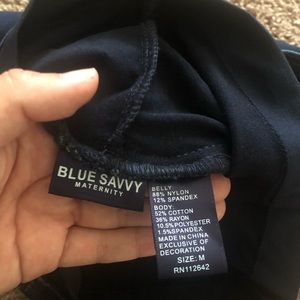 BLUE SAVVY
MATERNITY
BELLY
88% NYLON
12% SPANDEX
BODY:
52% COTTON
36% RAYON
10.5%POLYESTER
1.5%SPANDEX
MADE IN CHINA
EXCLUSIVE OF
DECORATION
SIZE: M
RN112642